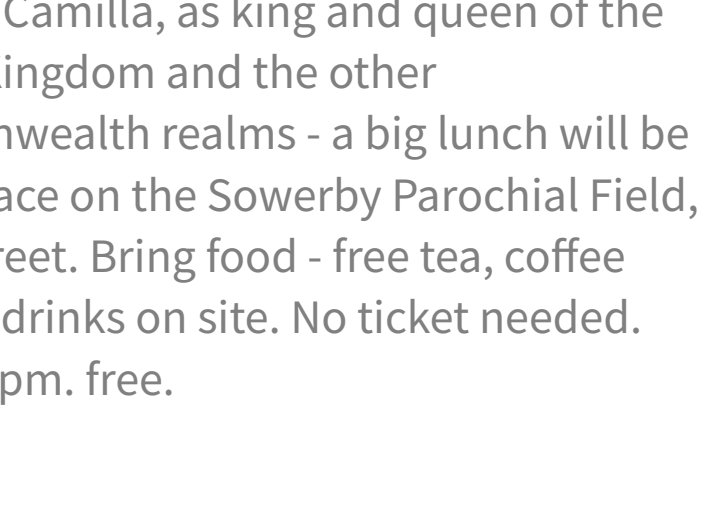 Camilla, as king and queen of the
ingdom and the other
nwealth realms - a big lunch will be
ace on the Sowerby Parochial Field,
reet. Bring food - free tea, coffee
drinks on site. No ticket needed.
pm. free.